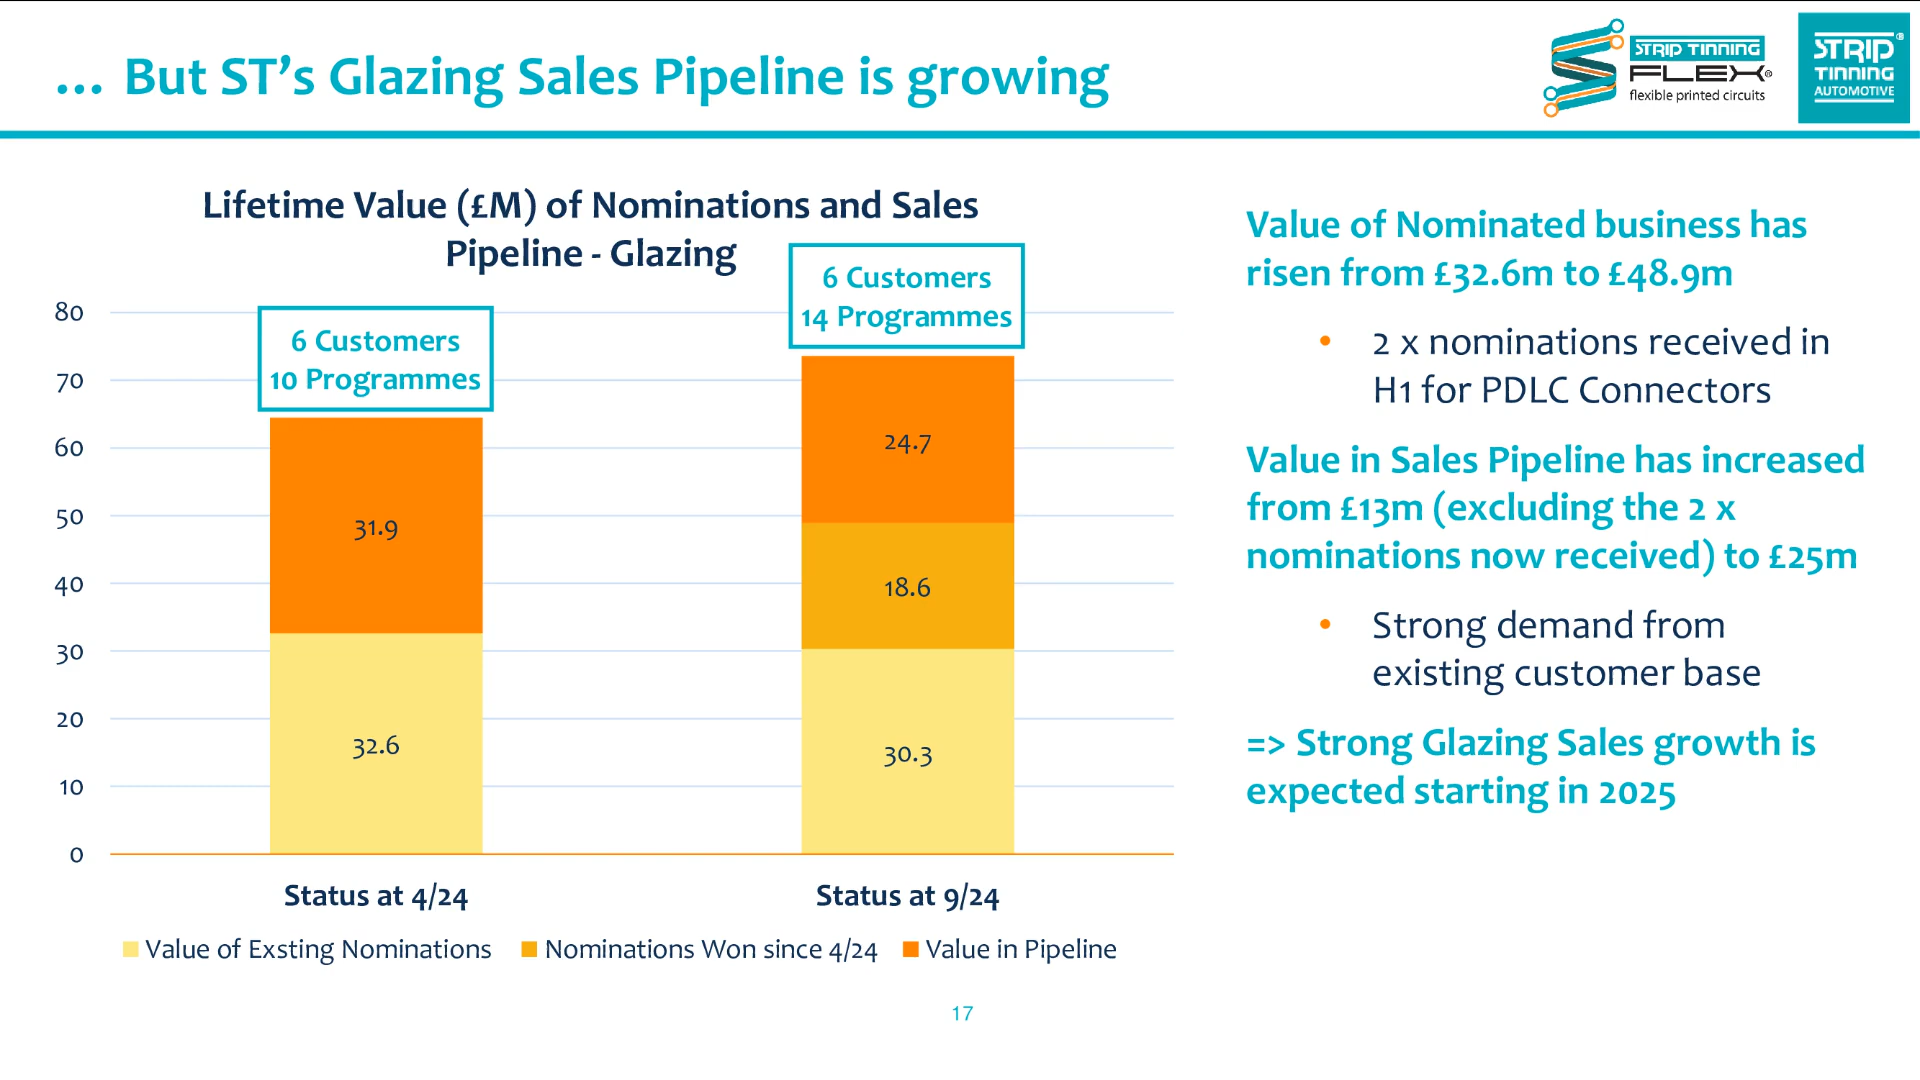 ... But ST's Glazing Sales Pipeline is growing
STRIP TINNING
FLEX®
flexible printed circuits
STRIP®
TINNING
AUTOMOTIVE
Lifetime Value (£M) of Nominations and Sales
Pipeline - Glazing
80
70
60
50
40
30
20
10
0
6 Customers
10 Programmes
31.9
32.6
6 Customers
14 Programmes
24.7
18.6
30.3
Status at 4/24
Status at 9/24
Value of Exsting Nominations
Nominations Won since 4/24
Value in Pipeline
Value of Nominated business has
risen from £32.6m to £48.9m
• 2 x nominations received in
H1 for PDLC Connectors
Value in Sales Pipeline has increased
from £13m (excluding the 2 x
nominations now received) to £25m
• Strong demand from
existing customer base
=> Strong Glazing Sales growth is
expected starting in 2025
17